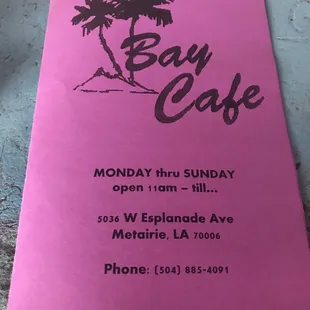 Bay
Cafe
MONDAY thru SUNDAY
open 11am – till...
5036 W Esplanade Ave
Metairie, LA 70006
Phone: (504) 885-4091